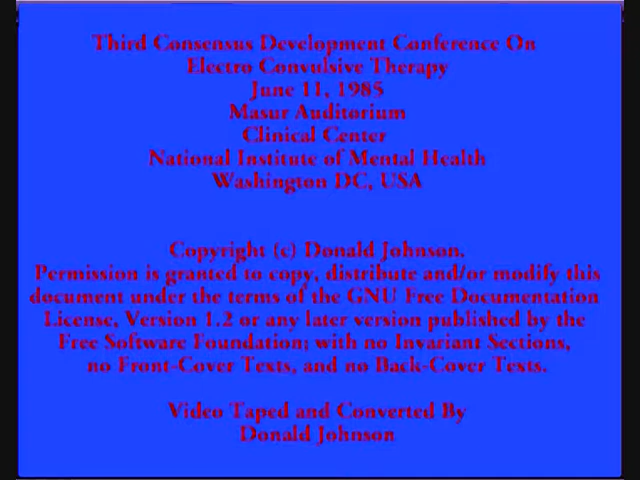 Third Consensus Development Conference On
Electro Convulsive Therapy
June 11, 1985
Masur Auditorium
Clinical Center
National Institute of Mental Health
Washington DC, USA
Copyright (c) Donald Johnson.
Permission is granted to copy, distribute and/or modify this
document under the terms of the GNU Free Documentation
License, Version 1.2 or any later version published by the
Free Software Foundation; with no Invariant Sections,
no Front-Cover Texts, and no Back-Cover Texts.
Video Taped and Converted By
Donald Johnson